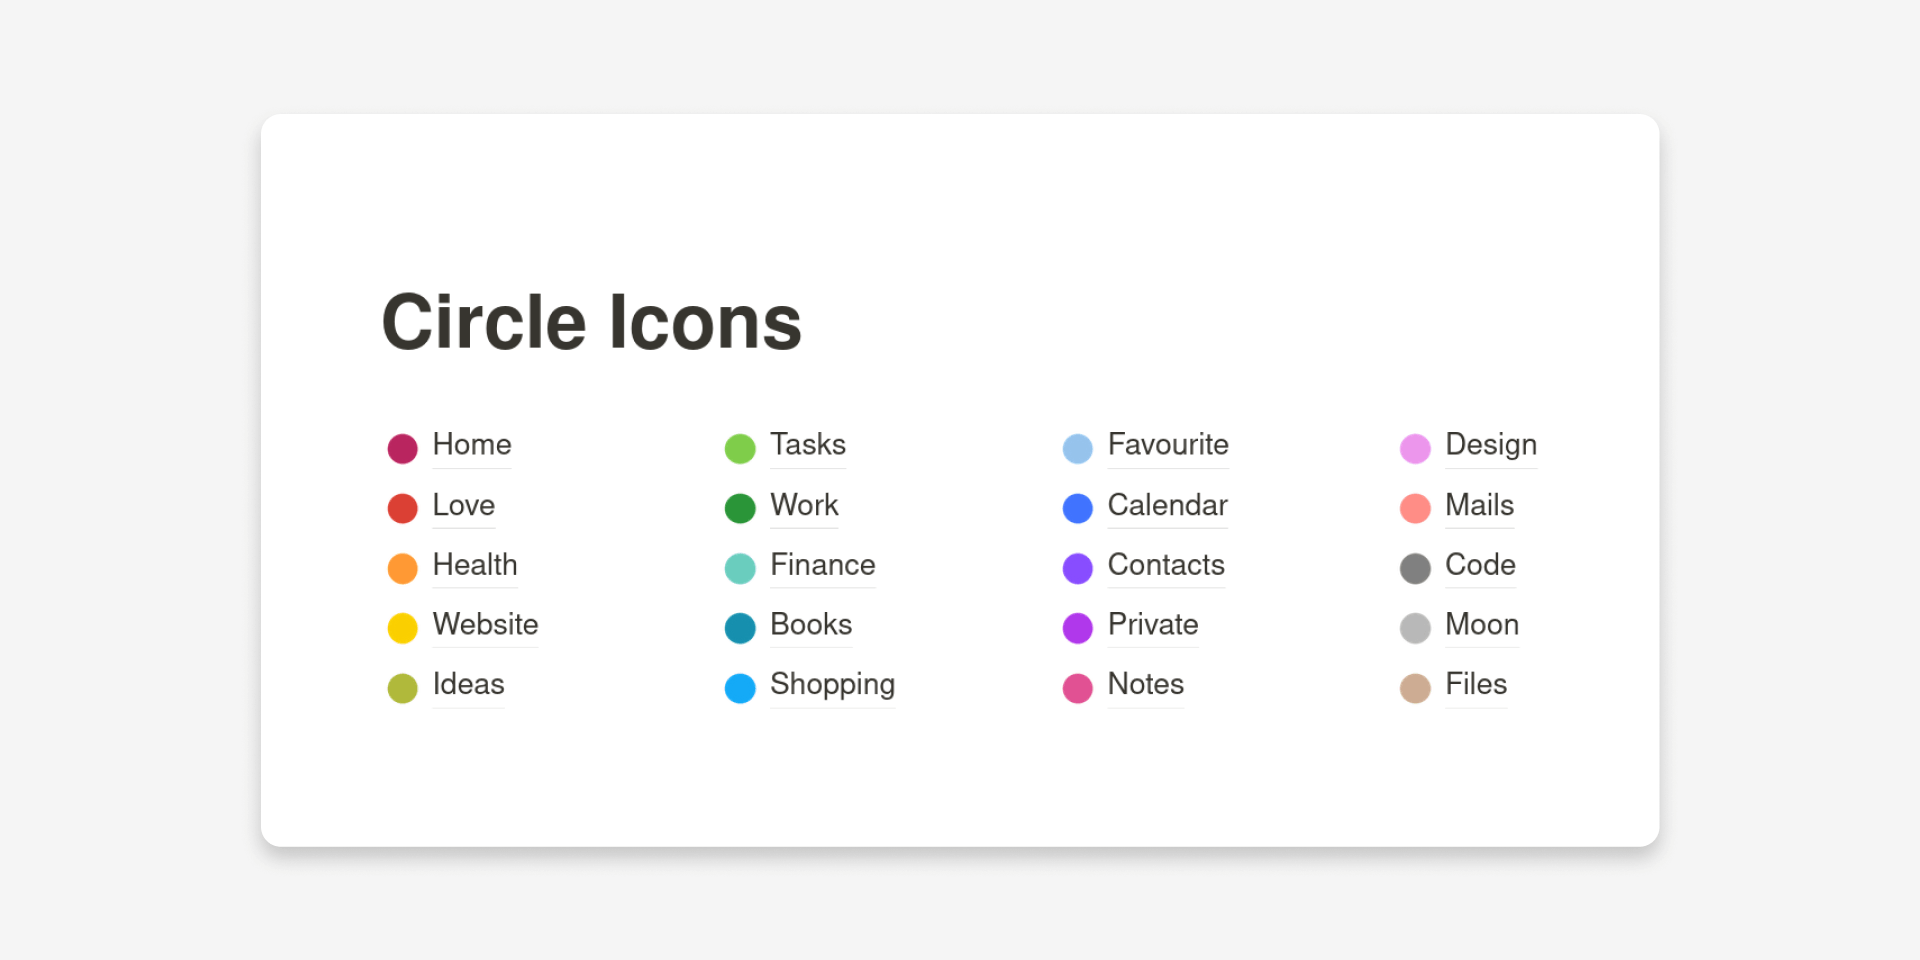 Circle Icons
Home
Love
Health
Website
Ideas
Tasks
Work
Finance
Books
Shopping
Favourite
Calendar
Contacts
Private
Notes
Design
Mails
Code
Moon
Files